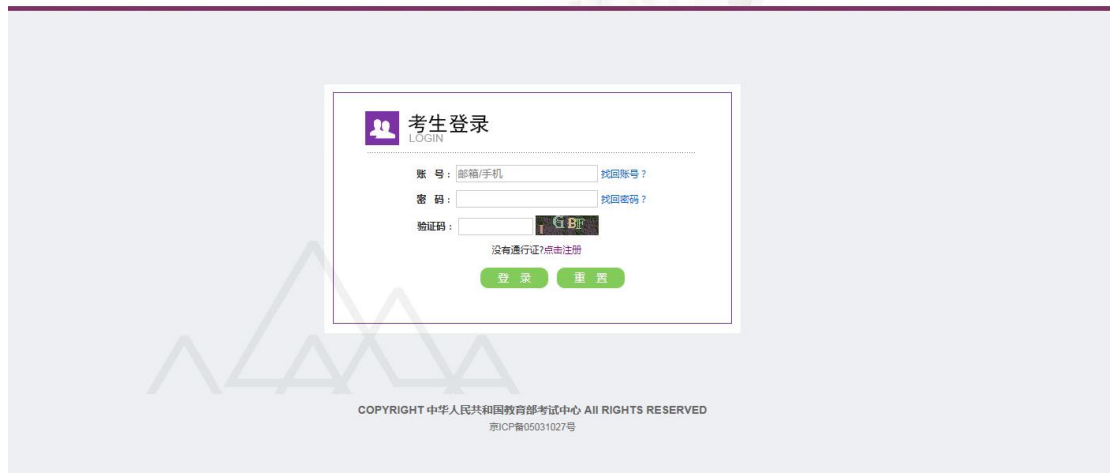 考生登录
LOGIN
账 号： 邮箱/手机 找回账号？
密 码： 找回密码？
验证码： I G B F
没有通行证?点击注册
登 录 重 置
COPYRIGHT 中华人民共和国教育部考试中心 All RIGHTS RESERVED
京ICP备05031027号